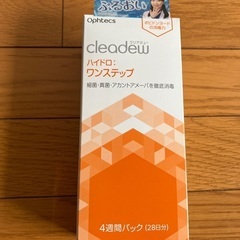 うるおい
Ophtecs
cleadew
ハイドロ:
ワンステップ
細菌・真菌・アカントアメーバを徹底消毒
4週間パック(28日分)